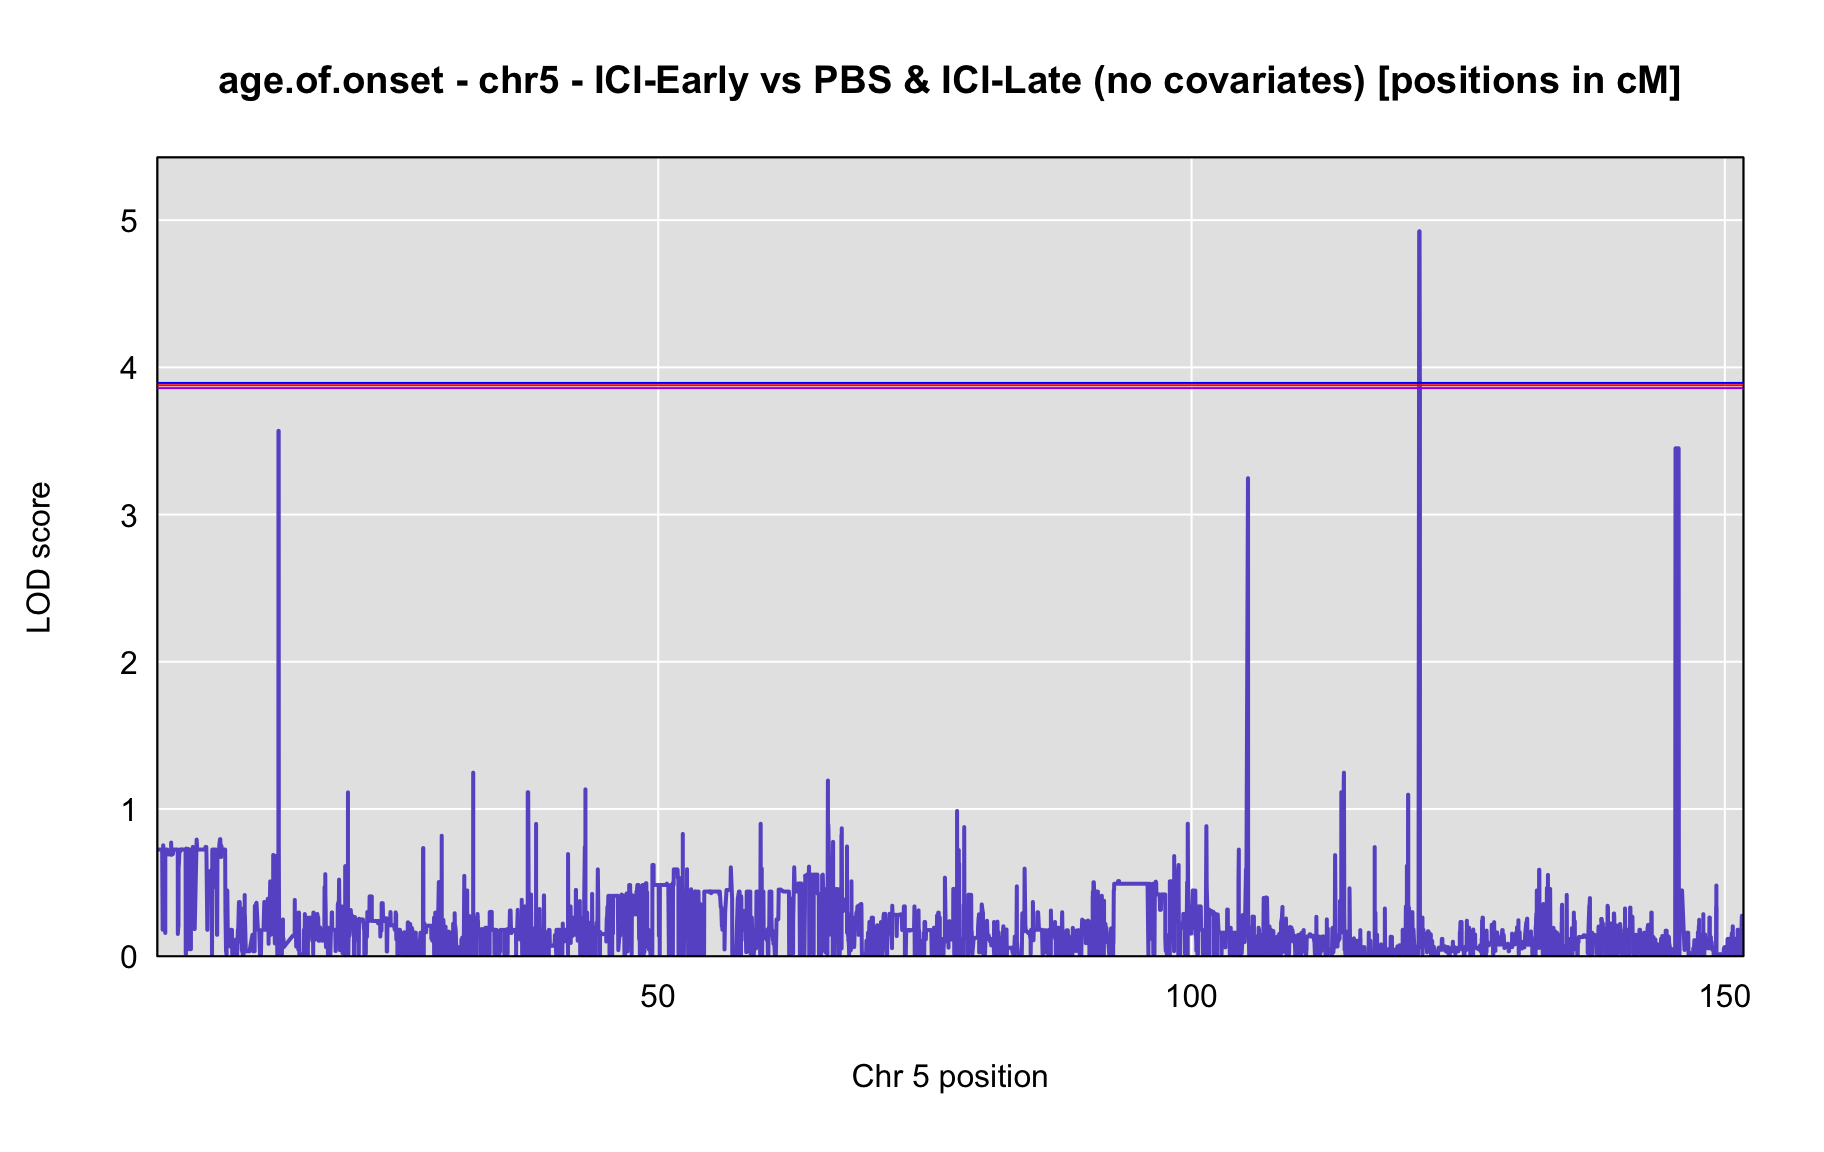 age.of.onset - chr5 - ICI-Early vs PBS & ICI-Late (no covariates) [positions in cM]
5
4
3
2
1
0
LOD score
50 100 150
Chr 5 position